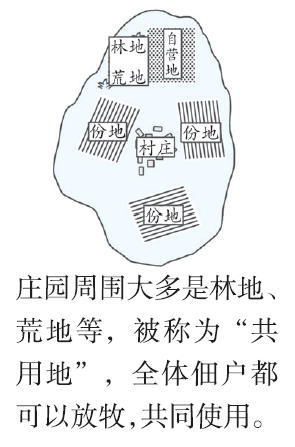 林地
荒地
自营地
份地
份地
村庄
份地
庄园周围大多是林地、
荒地等，被称为“共
用地”，全体佃户都
可以放牧,共同使用。